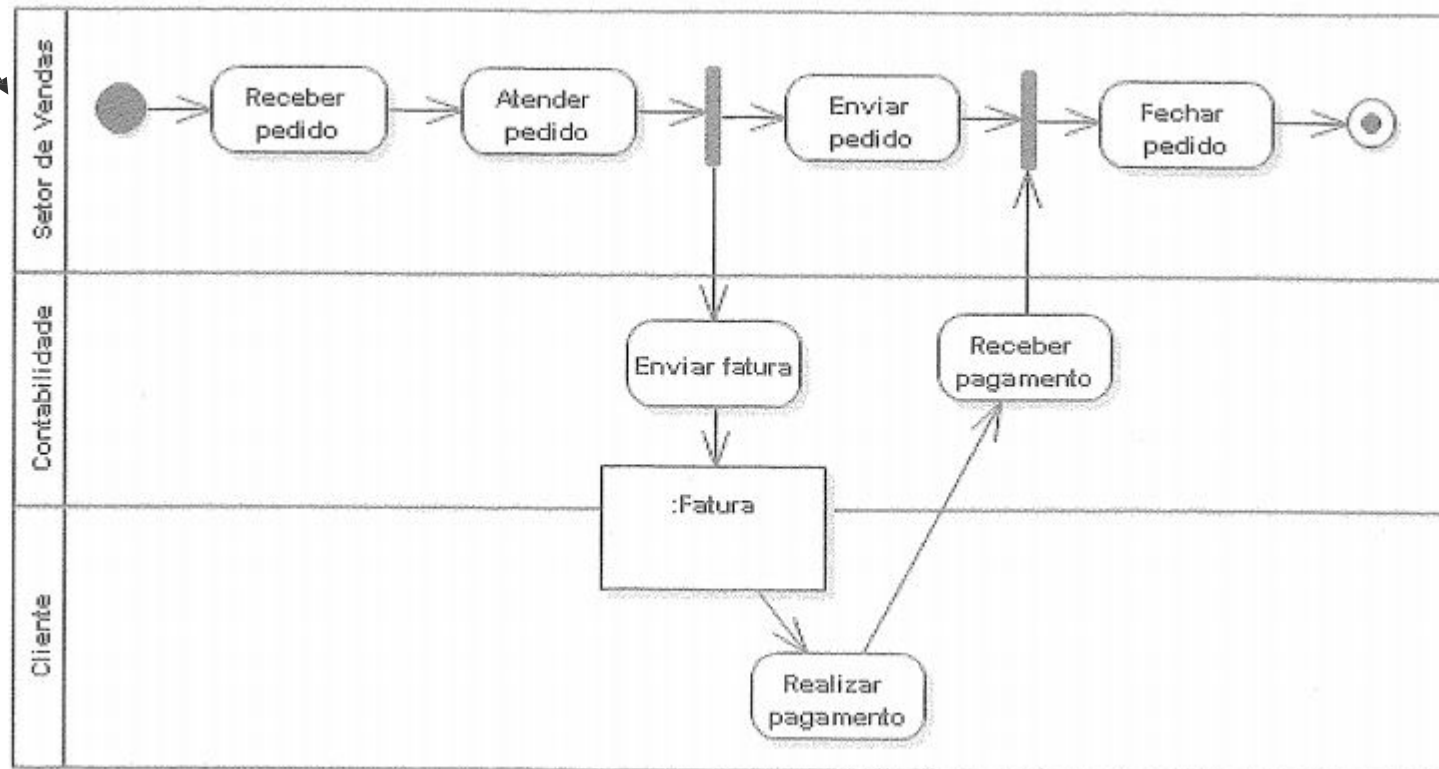 Setor de Vendas
Receber
pedido
Atender
pedido
Enviar
pedido
Fechar
pedido
Contabilidade
Enviar fatura
Receber
pagamento
:Fatura
Cliente
Realizar
pagamento